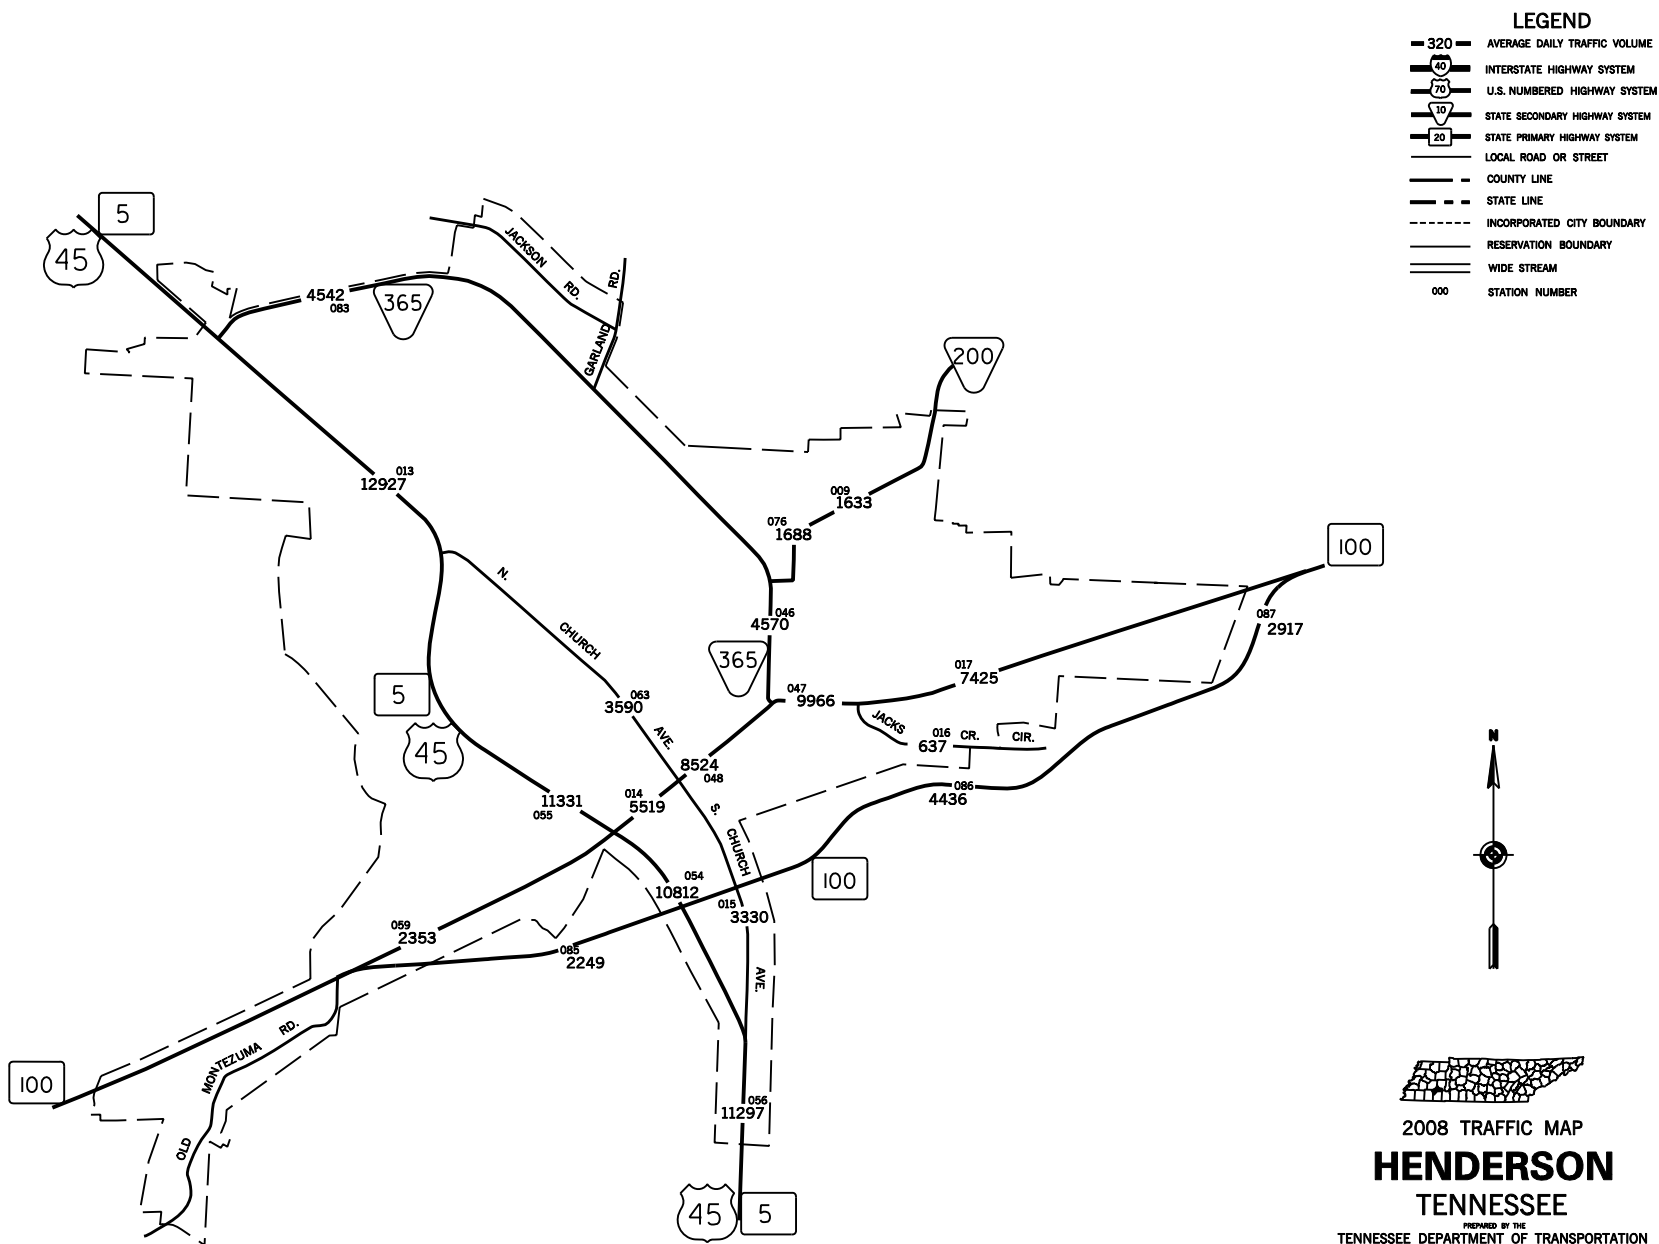 LEGEND
320 AVERAGE DAILY TRAFFIC VOLUME
40 INTERSTATE HIGHWAY SYSTEM
70 U.S. NUMBERED HIGHWAY SYSTEM
10 STATE SECONDARY HIGHWAY SYSTEM
20 STATE PRIMARY HIGHWAY SYSTEM
LOCAL ROAD OR STREET
COUNTY LINE
STATE LINE
INCORPORATED CITY BOUNDARY
RESERVATION BOUNDARY
WIDE STREAM
000 STATION NUMBER
5
45
JACKSON
RD.
GARLAND
RD.
4542
083
365
200
013
12927
009
1633
076
1688
100
N.
CHURCH
AVE.
046
4570
087
2917
365
017
7425
5
45
063
3590
047
9966
JACKS
CR.
CIR.
016
637
8524
048
014
5519
11331
055
086
4436
S.
CHURCH
AVE.
054
10812
100
015
3330
059
2353
085
2249
OLD
MONTEZUMA
RD.
100
056
11297
45
5
N
2008 TRAFFIC MAP
HENDERSON
TENNESSEE
PREPARED BY THE
TENNESSEE DEPARTMENT OF TRANSPORTATION